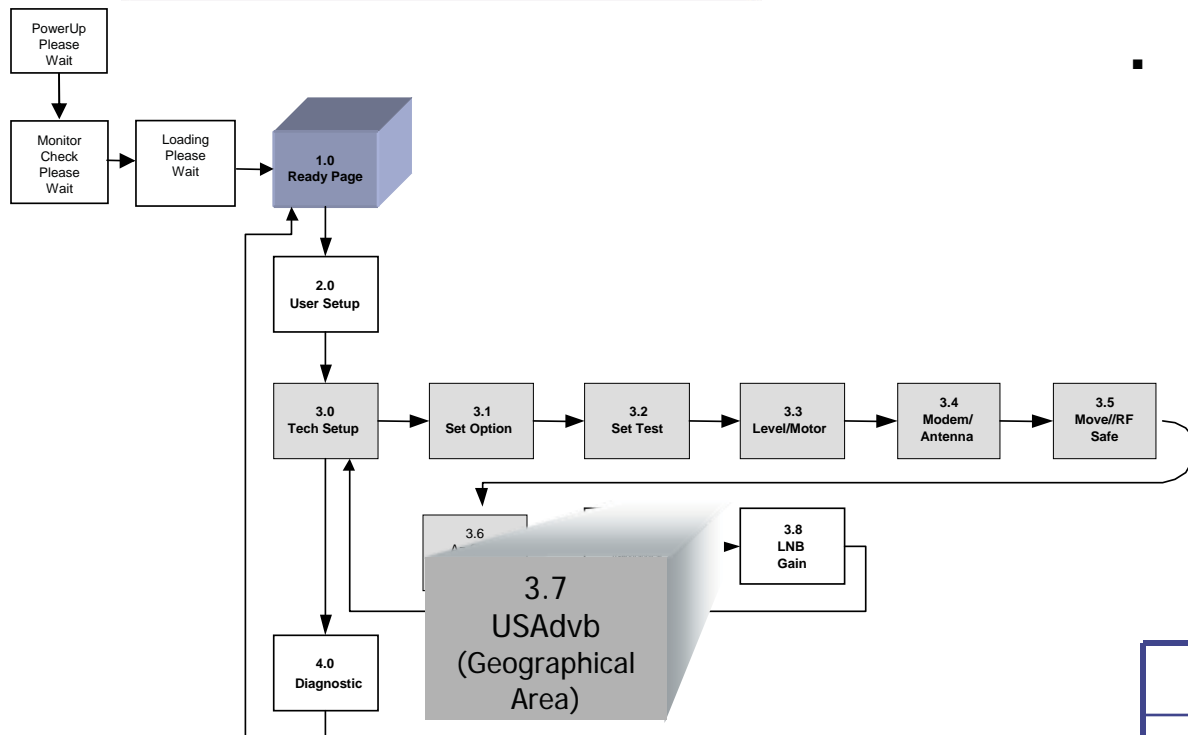 PowerUp
Please
Wait
Monitor
Check
Please
Wait
Loading
Please
Wait
1.0
Ready Page
2.0
User Setup
3.0
Tech Setup
3.1
Set Option
3.2
Set Test
3.3
Level/Motor
3.4
Modem/
Antenna
3.5
Move//RF
Safe
3.6
3.8
LNB
Gain
3.7
USAdvb
(Geographical
Area)
4.0
Diagnostic